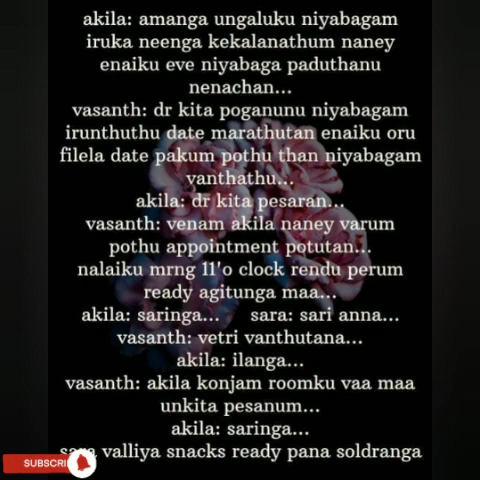 akila: amanga ungaluku niyabagam
iruka neenga kekalanathum naney
enaiku eve niyabaga paduthanu
nenachan...
vasanth: dr kita poganunu niyabagam
irunthuthu date marathutan enaiku oru
filela date pakum pothu than niyabagam
vanthathu...
akila: dr kita pesaran...
vasanth: venam akila naney varum
pothu appointment potutan...
nalaiku mrng 11'o clock rendu perum
ready agitunga maa...
akila: saringa... sara: sari anna...
vasanth: vetri vanthutana...
akila: ilanga...
vasanth: akila konjam roomku vaa maa
unkita pesanum...
akila: saringa...
valliya snacks ready pana soldranga
SUBSCRI